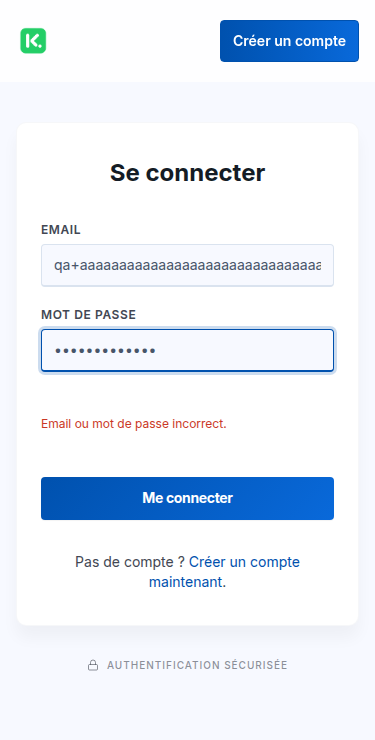 K.
Créer un compte
Se connecter
EMAIL
qa+aaaaaaaaaaaaaaaaaaaaaaaaaaaaaaa
MOT DE PASSE
•••••••••••••
Email ou mot de passe incorrect.
Me connecter
Pas de compte ? Créer un compte
maintenant.
AUTHENTIFICATION SÉCURISÉE